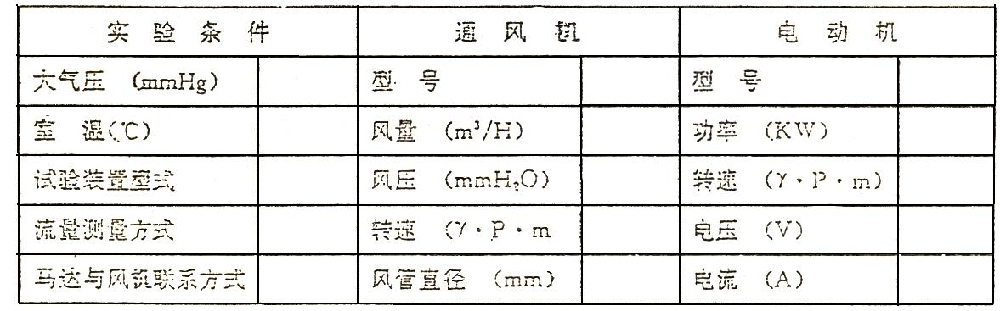 实 验 条 件 通 风 机 电 动 机
大气压 (mmHg) 型 号 型 号
室 温(℃) 风量 (m³/H) 功率 (KW)
试验装置型式 风压 (mmH₂O) 转速 (γ·P·m)
流量测量方式 转速 (γ·P·m 电压 (V)
马达与风机联系方式 风管直径 (mm) 电流 (A)